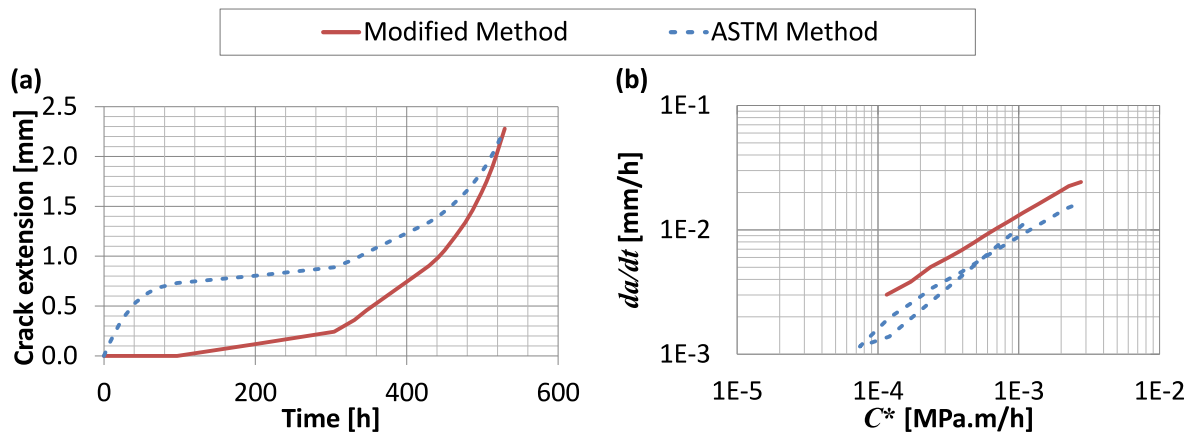 Modified Method
ASTM Method
(a)
Crack extension [mm]
2.5
2.0
1.5
1.0
0.5
0.0
0
200
400
600
Time [h]
(b)
da/dt [mm/h]
1E-1
1E-2
1E-3
1E-5
1E-4
1E-3
1E-2
C* [MPa.m/h]